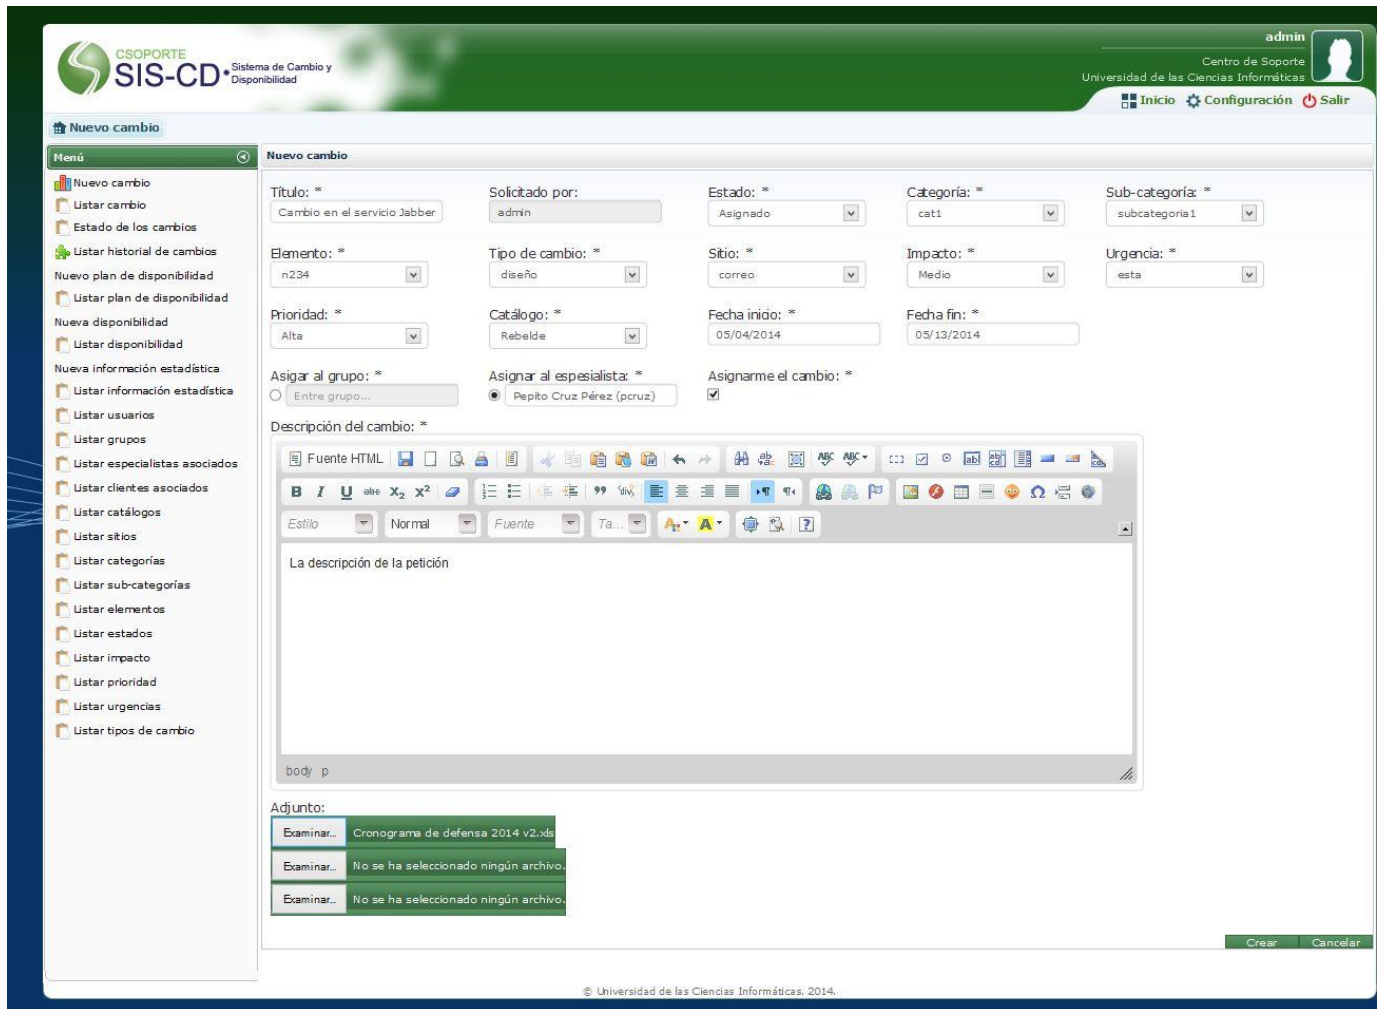 CSOPORTE
SIS-CD
Sistema de Cambio y
Disponibilidad
admin
Centro de Soporte
Universidad de las Ciencias Informáticas
Inicio Configuración Salir
Nuevo cambio
Menú
Nuevo cambio
Listar cambio
Estado de los cambios
Listar historial de cambios
Nuevo plan de disponibilidad
Listar plan de disponibilidad
Nueva disponibilidad
Listar disponibilidad
Nueva información estadística
Listar información estadística
Listar usuarios
Listar grupos
Listar especialistas asociados
Listar clientes asociados
Listar catálogos
Listar sitios
Listar categorías
Listar sub-categorías
Listar elementos
Listar estados
Listar impacto
Listar prioridad
Listar urgencias
Listar tipos de cambio
Nuevo cambio
Título: * Solicitado por: Estado: * Categoría: * Sub-categoría: *
Cambio en el servicio Jabber admin Asignado cat1 subcategoria1
Elemento: * Tipo de cambio: * Sitio: * Impacto: * Urgencia: *
n234 diseño correo Medio esta
Prioridad: * Catálogo: * Fecha inicio: * Fecha fin: *
Alta Rebelde 05/04/2014 05/13/2014
Asigar al grupo: * Asignar al espesialista: * Asignarme el cambio: *
Entre grupo... Pepito Cruz Pérez (pcruz)
Descripción del cambio: *
Fuente HTML
B I U abc X₂ X²
Estilo Normal Fuente Ta...
La descripción de la petición
body p
Adjunto:
Examinar... Cronograma de defensa 2014 v2.xls
Examinar... No se ha seleccionado ningún archivo.
Examinar... No se ha seleccionado ningún archivo.
Crear Cancelar
© Universidad de las Ciencias Informáticas. 2014.